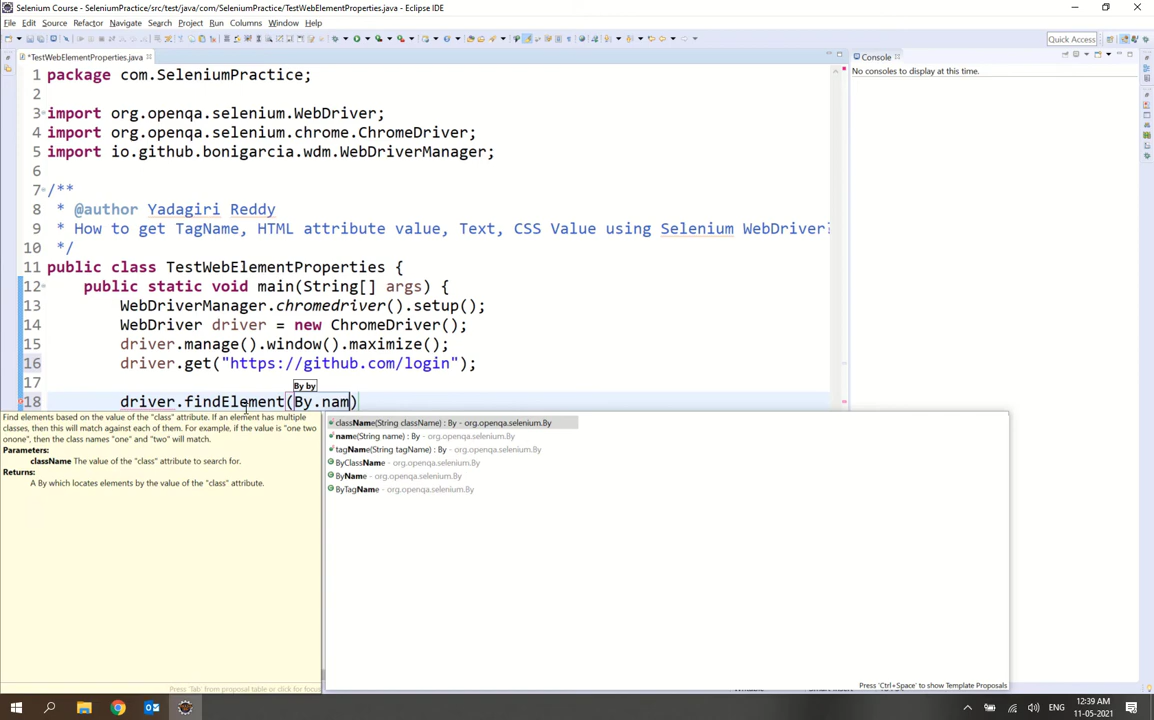 Selenium Course - SeleniumPractice/src/test/java/com/SeleniumPractice/TestWebElementProperties.java - Eclipse IDE
File Edit Source Refactor Navigate Search Project Run Columns Window Help
Quick Access
*TestWebElementProperties.java
Console
No consoles to display at this time.
1 package com.SeleniumPractice;
2
3 import org.openqa.selenium.WebDriver;
4 import org.openqa.selenium.chrome.ChromeDriver;
5 import io.github.bonigarcia.wdm.WebDriverManager;
6
7 /**
8 * @author Yadagiri Reddy
9 * How to get TagName, HTML attribute value, Text, CSS Value using Selenium WebDriver?
10 */
11 public class TestWebElementProperties {
12 public static void main(String[] args) {
13 WebDriverManager.chromedriver().setup();
14 WebDriver driver = new ChromeDriver();
15 driver.manage().window().maximize();
16 driver.get("https://github.com/login");
17
By by
18 driver.findElement(By.nam)
Find elements based on the value of the "class" attribute. If an element has multiple
classes, then this will match against each of them. For example, if the value is "one two
onone", then the class names "one" and "two" will match.
Parameters:
className The value of the "class" attribute to search for.
Returns:
A By which locates elements by the value of the "class" attribute.
Press 'Tab' from proposal table or click for focus
className(String className) : By - org.openqa.selenium.By
name(String name) : By - org.openqa.selenium.By
tagName(String tagName) : By - org.openqa.selenium.By
ByClassName - org.openqa.selenium.By
ByName - org.openqa.selenium.By
ByTagName - org.openqa.selenium.By
Press 'Ctrl+Space' to show Template Proposals
ENG
12:39 AM
11-05-2021